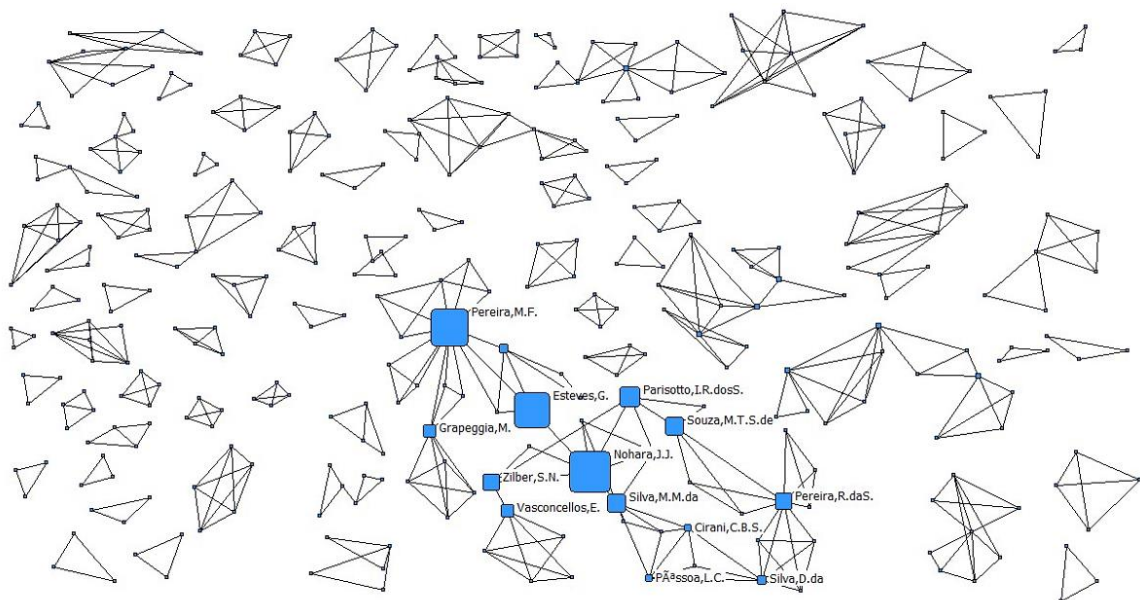 Pereira,M.F.
Esteves,G.
Parisotto,I.R.dosS.
Souza,M.T.S.de
Grapeggia,M.
Nohara,J.J.
Zilber,S.N.
Silva,M.M.da
Pereira,R.daS.
Vasconcellos,E.
Cirani,C.B.S.
PÃªssoa,L.C.
Silva,D.da